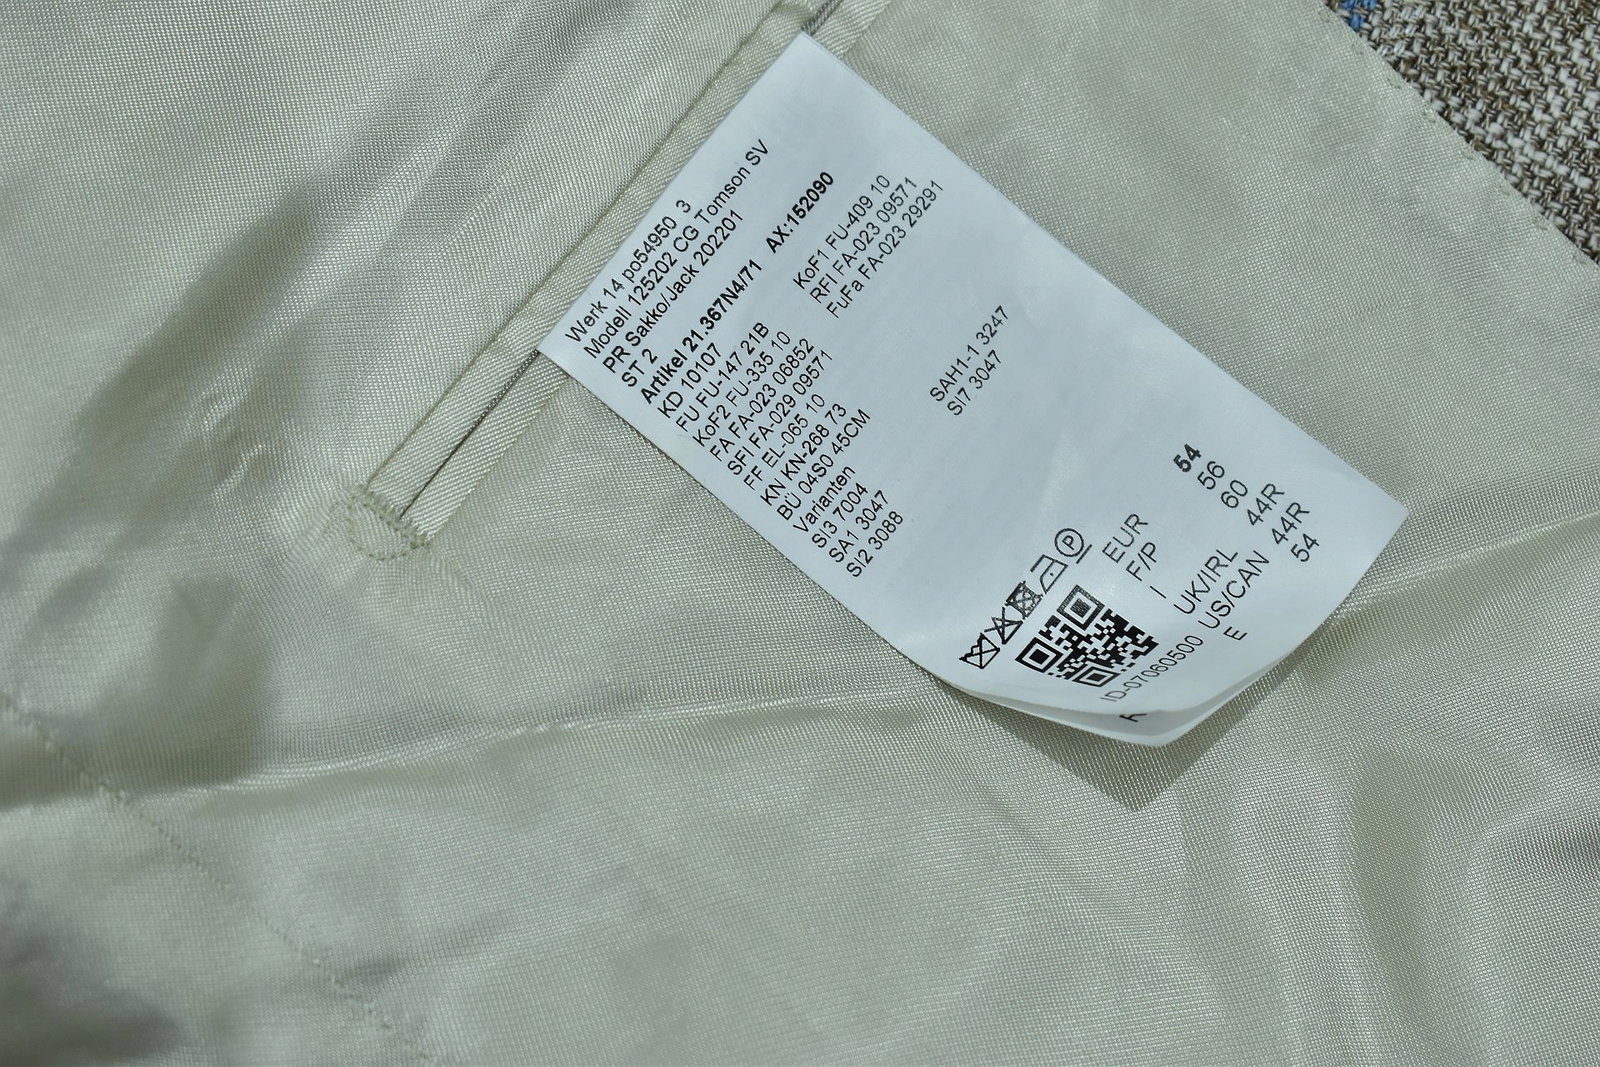 Werk 14 po54950 3
Modell 125202 CG Tomson SV
PR Sakko/Jack 202201
ST 2
Artikel 21.367N4/71 AX:152090
KD 10107
FU FU-147 21B KoF1 FU-409 10
KoF2 FU-335 10 RFI FA-023 09571
FA FA-023 06852 FuFa FA-023 29291
SFI FA-029 09571
FF EL-065 10
KN KN-268 73
BÜ 04S0 45CM
Varianten
SI3 7004 SAH1-1 3247
SA1 3047 SI7 3047
SI2 3088
EUR 54
F/P 56
I 60
UK/IRL 44R
US/CAN 44R
E 54
ID-07060500